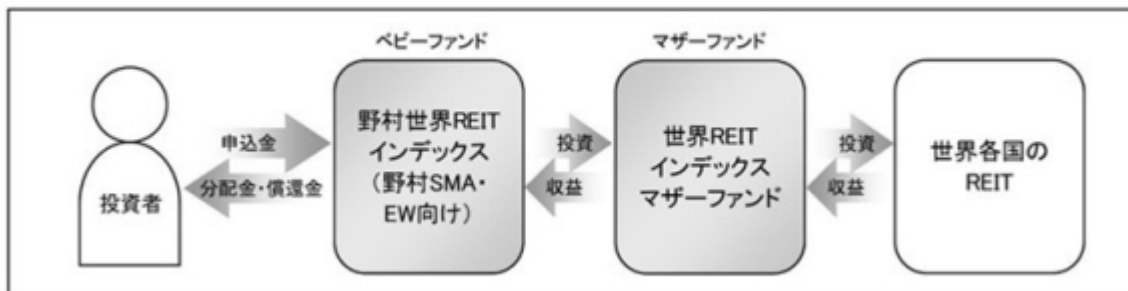 ベビーファンド
マザーファンド
投資者
申込金
分配金・償還金
野村世界REIT
インデックス
（野村SMA・
EW向け）
投資
収益
世界REIT
インデックス
マザーファンド
投資
収益
世界各国の
REIT